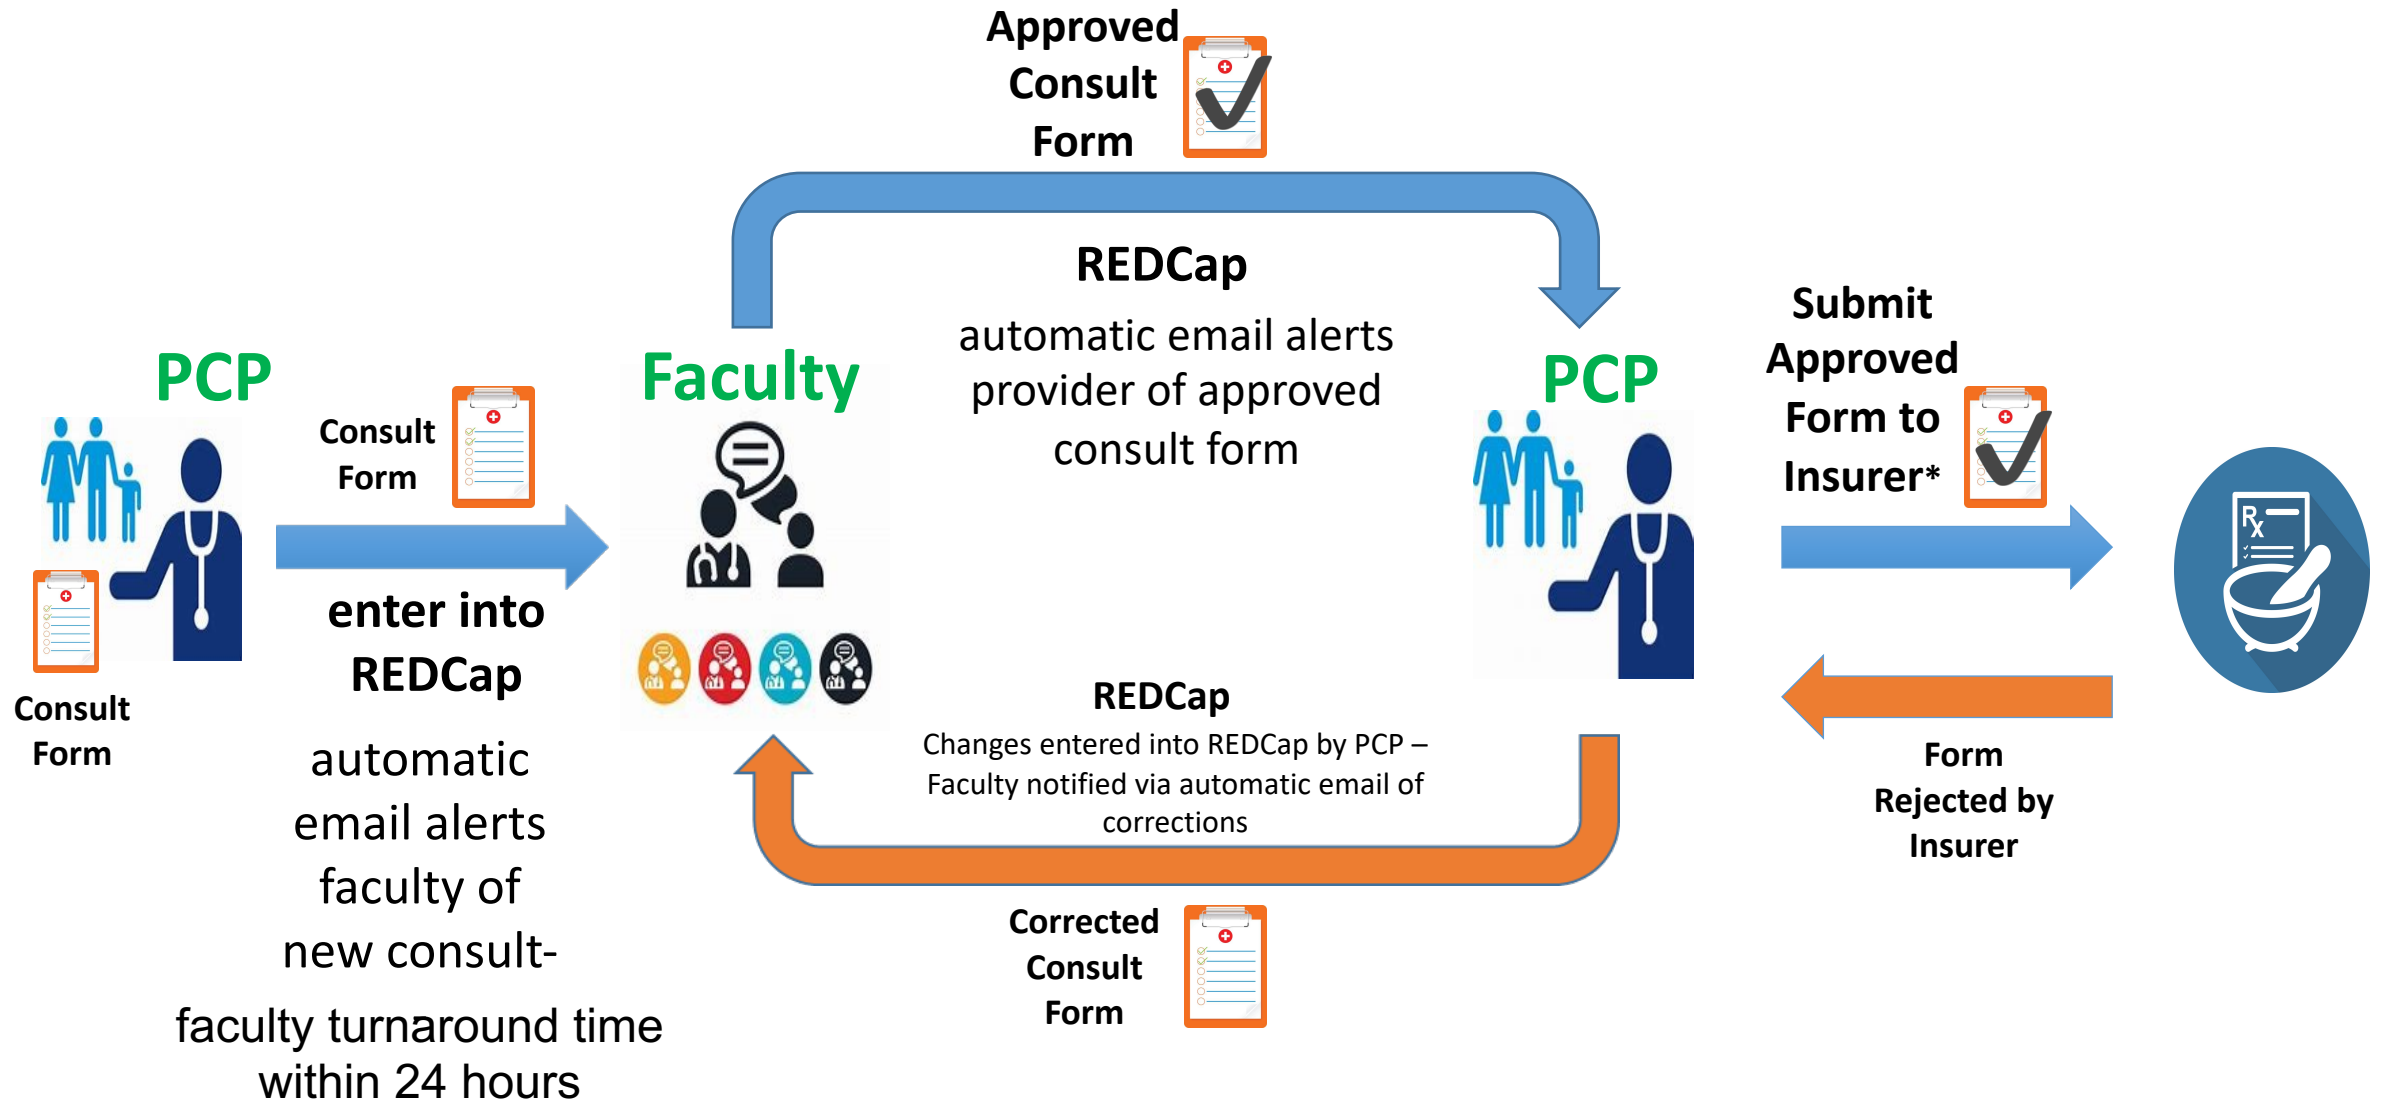 Approved
Consult
Form
REDCap
automatic email alerts
provider of approved
consult form
PCP
Consult
Form
Consult
Form
enter into
REDCap
automatic
email alerts
faculty of
new consult-
faculty turnaround time
within 24 hours
Faculty
PCP
Submit
Approved
Form to
Insurer*
Rx
Form
Rejected by
Insurer
REDCap
Changes entered into REDCap by PCP –
Faculty notified via automatic email of
corrections
Corrected
Consult
Form